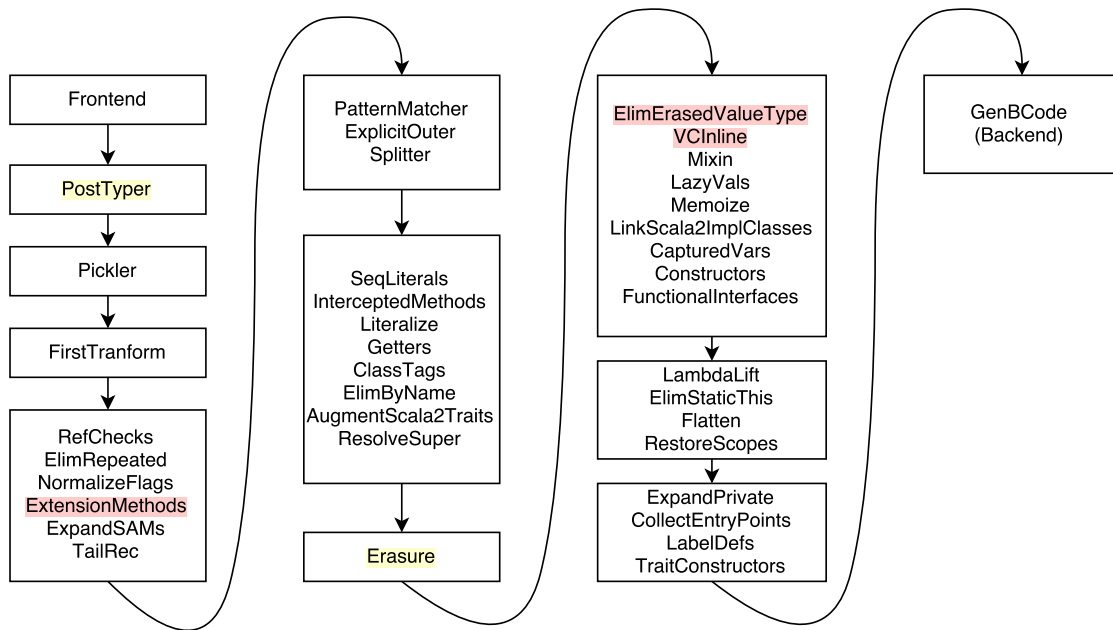 Frontend
PostTyper
Pickler
FirstTranform
RefChecks
ElimRepeated
NormalizeFlags
ExtensionMethods
ExpandSAMs
TailRec
PatternMatcher
ExplicitOuter
Splitter
SeqLiterals
InterceptedMethods
Literalize
Getters
ClassTags
ElimByName
AugmentScala2Traits
ResolveSuper
Erasure
ElimErasedValueType
VCInline
Mixin
LazyVals
Memoize
LinkScala2ImplClasses
CapturedVars
Constructors
FunctionalInterfaces
LambdaLift
ElimStaticThis
Flatten
RestoreScopes
ExpandPrivate
CollectEntryPoints
LabelDefs
TraitConstructors
GenBCode
(Backend)